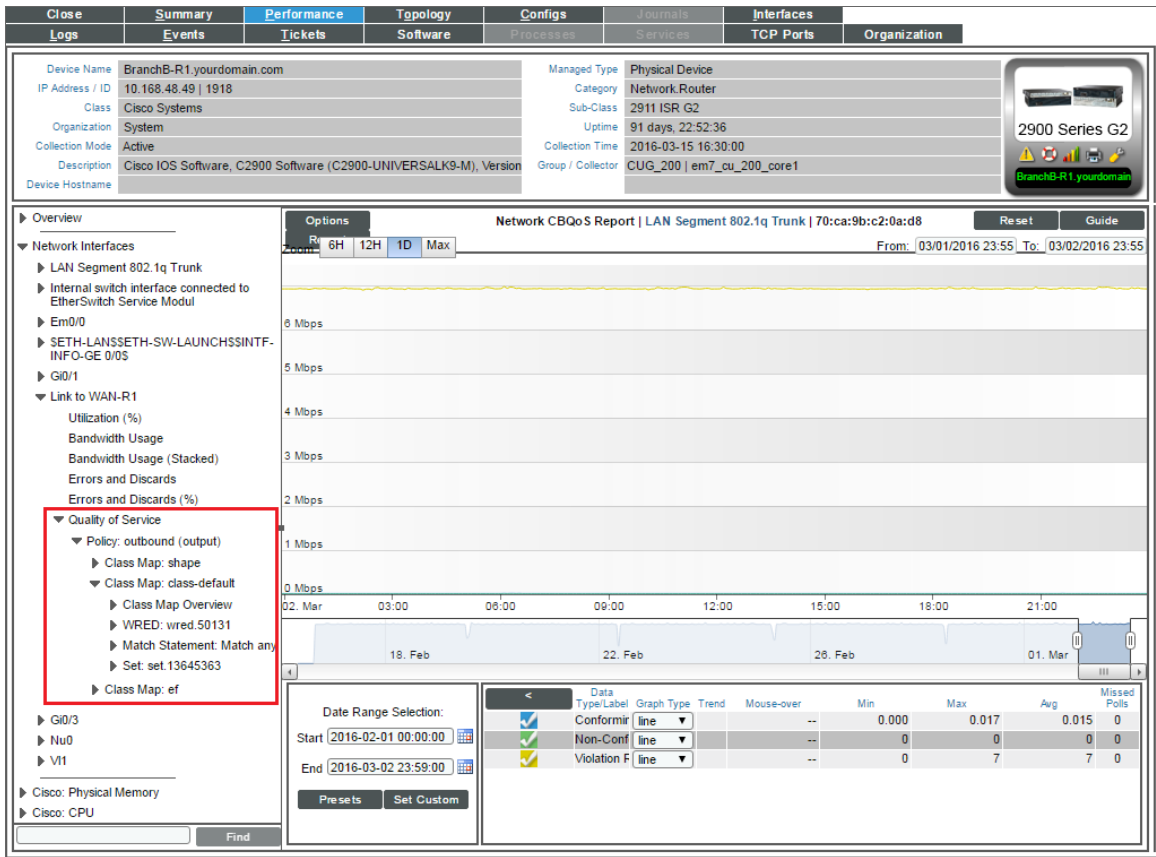 Close Summary Performance Topology Configs Journals Interfaces
Logs Events Tickets Software Processes Services TCP Ports Organization
Device Name BranchB-R1.yourdomain.com Managed Type Physical Device
IP Address / ID 10.168.48.49 | 1918 Category Network.Router
Class Cisco Systems Sub-Class 2911 ISR G2
Organization System Uptime 91 days, 22:52:36
Collection Mode Active Collection Time 2016-03-15 16:30:00
Description Cisco IOS Software, C2900 Software (C2900-UNIVERSALK9-M), Version Group / Collector CUG_200 | em7_cu_200_core1
Device Hostname
2900 Series G2
BranchB-R1.yourdomain
Overview
Network Interfaces
LAN Segment 802.1q Trunk
Internal switch interface connected to
EtherSwitch Service Modul
Em0/0
$ETH-LAN$$ETH-SW-LAUNCH$$INTF-
INFO-GE 0/0$
Gi0/1
Link to WAN-R1
Utilization (%)
Bandwidth Usage
Bandwidth Usage (Stacked)
Errors and Discards
Errors and Discards (%)
Quality of Service
Policy: outbound (output)
Class Map: shape
Class Map: class-default
Class Map Overview
WRED: wred.50131
Match Statement: Match any
Set: set.13645363
Class Map: ef
Gi0/3
Nu0
Vl1
Cisco: Physical Memory
Cisco: CPU
Find
Options Network CBQoS Report | LAN Segment 802.1q Trunk | 70:ca:9b:c2:0a:d8 Reset Guide
Zoom 6H 12H 1D Max From: 03/01/2016 23:55 To: 03/02/2016 23:55
6 Mbps
5 Mbps
4 Mbps
3 Mbps
2 Mbps
1 Mbps
0 Mbps
02. Mar 03:00 06:00 09:00 12:00 15:00 18:00 21:00
18. Feb 22. Feb 26. Feb 01. Mar
Date Range Selection:
Start 2016-02-01 00:00:00
End 2016-03-02 23:59:00
Presets Set Custom
< Data Type/Label Graph Type Trend Mouse-over Min Max Avg Missed Polls
Conformin line -- 0.000 0.017 0.015 0
Non-Conf line -- 0 0 0 0
Violation F line -- 0 7 7 0